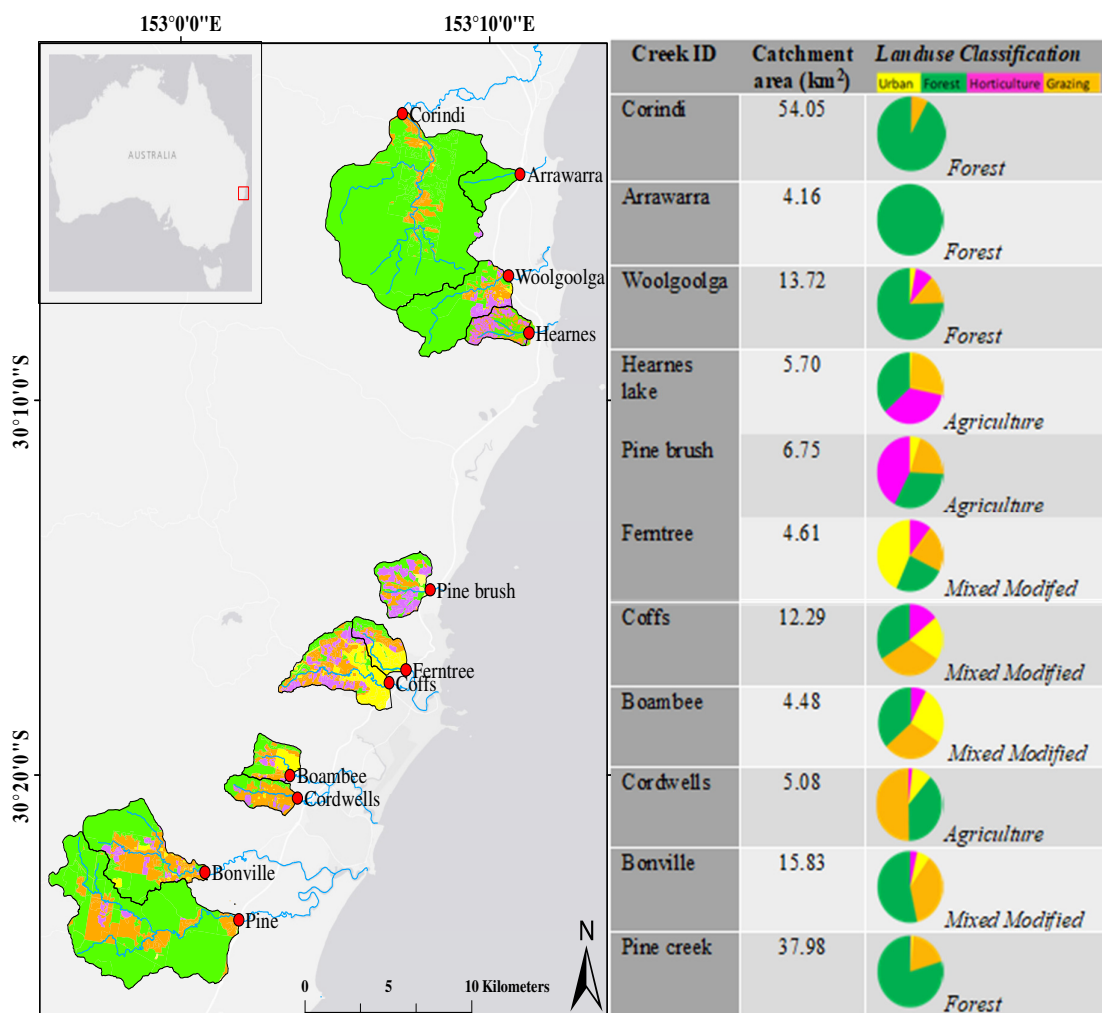 153°0'0"E
153°10'0"E
AUSTRALIA
30°10'0"S
30°20'0"S
Corindi
Arrawarra
Woolgoolga
Hearnes
Pine brush
Ferntree
Coffs
Boambee
Cordwells
Bonville
Pine
N
0 5 10 Kilometers
Creek ID Catchment area (km²) Landuse Classification
Urban Forest Horticulture Grazing
Corindi 54.05 Forest
Arrawarra 4.16 Forest
Woolgoolga 13.72 Forest
Hearnes lake 5.70 Agriculture
Pine brush 6.75 Agriculture
Ferntree 4.61 Mixed Modifed
Coffs 12.29 Mixed Modified
Boambee 4.48 Mixed Modified
Cordwells 5.08 Agriculture
Bonville 15.83 Mixed Modified
Pine creek 37.98 Forest